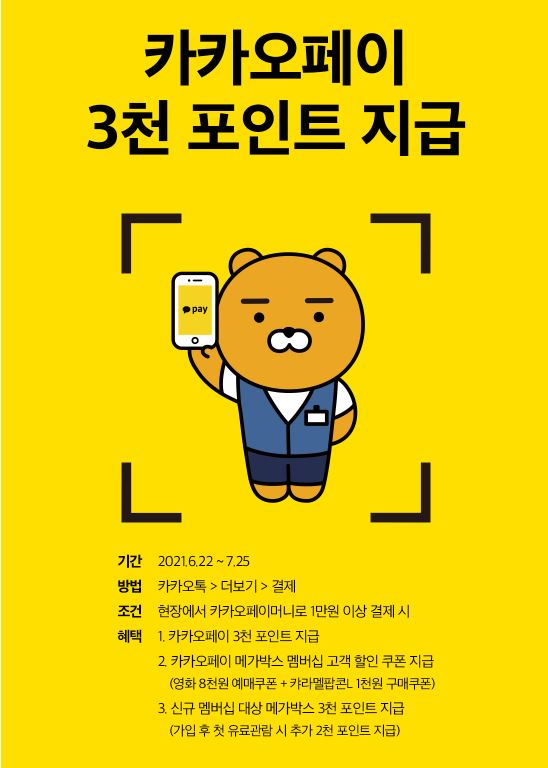 카카오페이
3천 포인트 지급
pay
기간 2021.6.22 ~ 7.25
방법 카카오톡 > 더보기 > 결제
조건 현장에서 카카오페이머니로 1만원 이상 결제 시
혜택 1. 카카오페이 3천 포인트 지급
2. 카카오페이 메가박스 멤버십 고객 할인 쿠폰 지급
(영화 8천원 예매쿠폰 + 카라멜팝콘L 1천원 구매쿠폰)
3. 신규 멤버십 대상 메가박스 3천 포인트 지급
(가입 후 첫 유료관람 시 추가 2천 포인트 지급)